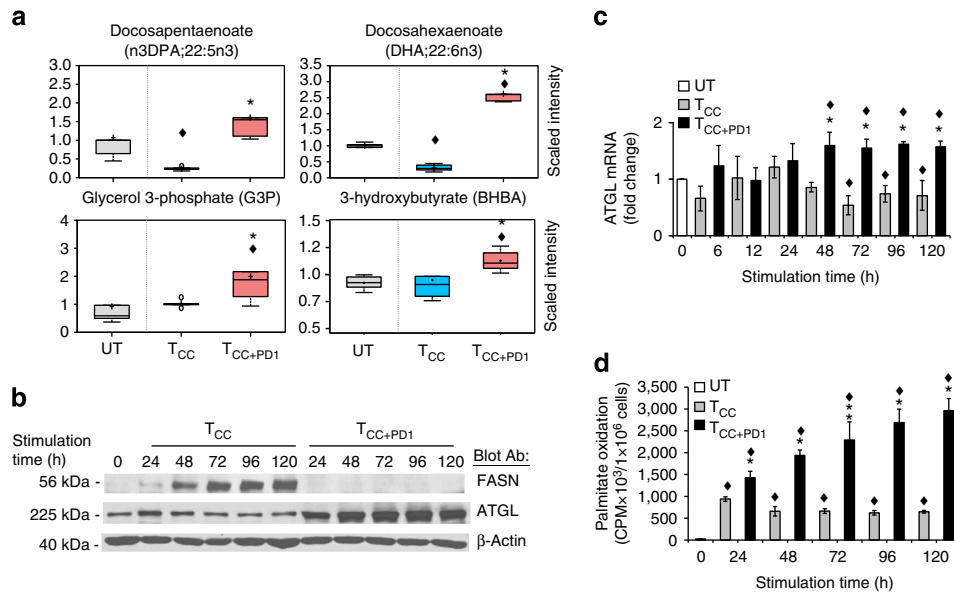 a
Docosapentaenoate
(n3DPA;22:5n3)
2.5
2.0
1.5
1.0
0.5
0.0
*
Docosahexaenoate
(DHA;22:6n3)
3.5
3.0
2.5
2.0
1.5
1.0
0.5
0.0
*
Scaled intensity
Glycerol 3-phosphate (G3P)
4
3
2
1
0
*
UT TCC TCC+PD1
3-hydroxybutyrate (BHBA)
1.5
1.2
1.0
0.7
0.5
*
Scaled intensity
UT TCC TCC+PD1
b
Stimulation
time (h)
TCC TCC+PD1
0 24 48 72 96 120 24 48 72 96 120
Blot Ab:
56 kDa - FASN
225 kDa - ATGL
40 kDa - β-Actin
c
UT
TCC
TCC+PD1
ATGL mRNA
(fold change)
2
1
0
♦ ♦ ♦ ♦
* * * *
♦ ♦ ♦
0 6 12 24 48 72 96 120
Stimulation time (h)
d
UT
TCC
TCC+PD1
Palmitate oxidation
(CPM×10³/1×10⁶ cells)
3,500
3,000
2,500
2,000
1,500
1,000
500
0
♦ ♦ ♦ ♦ ♦
* * ** * *
♦ ♦ ♦ ♦ ♦
0 24 48 72 96 120
Stimulation time (h)